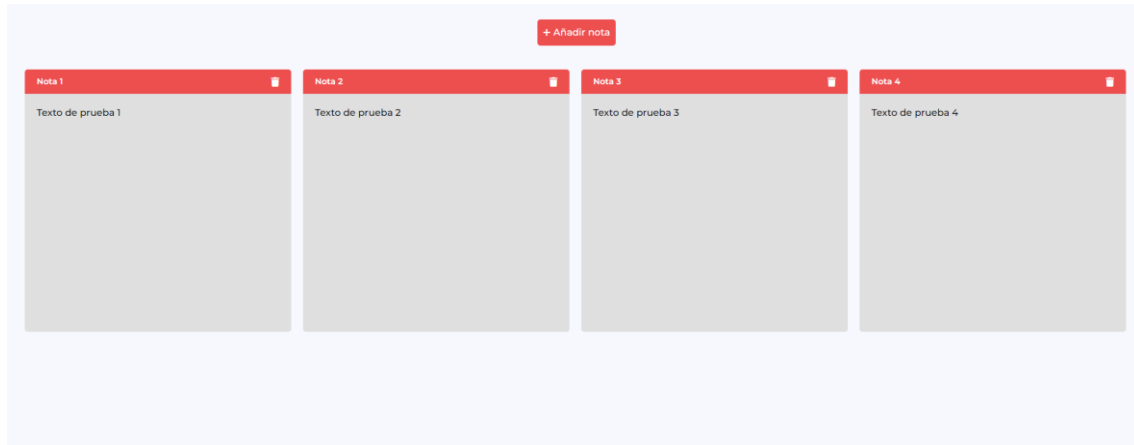 + Añadir nota
Nota 1
Texto de prueba 1
Nota 2
Texto de prueba 2
Nota 3
Texto de prueba 3
Nota 4
Texto de prueba 4